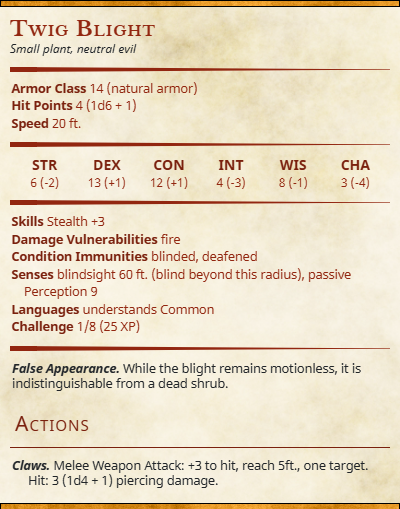 Twig Blight
Small plant, neutral evil
Armor Class 14 (natural armor)
Hit Points 4 (1d6 + 1)
Speed 20 ft.
STR DEX CON INT WIS CHA
6 (-2) 13 (+1) 12 (+1) 4 (-3) 8 (-1) 3 (-4)
Skills Stealth +3
Damage Vulnerabilities fire
Condition Immunities blinded, deafened
Senses blindsight 60 ft. (blind beyond this radius), passive
Perception 9
Languages understands Common
Challenge 1/8 (25 XP)
False Appearance. While the blight remains motionless, it is
indistinguishable from a dead shrub.
Actions
Claws. Melee Weapon Attack: +3 to hit, reach 5ft., one target.
Hit: 3 (1d4 + 1) piercing damage.